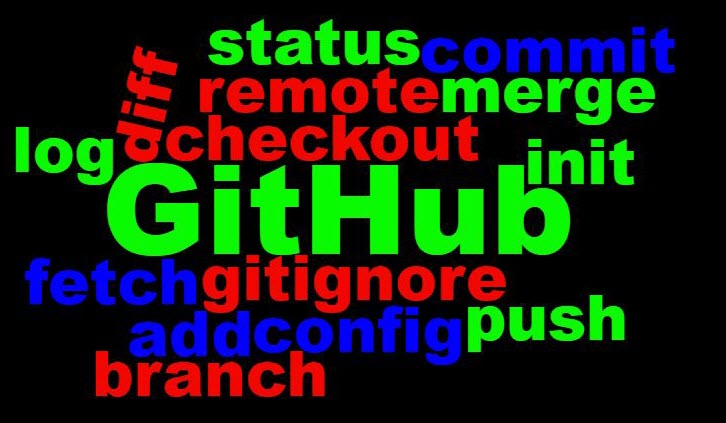 status commit
diff remote merge
log checkout init
GitHub
fetch gitignore
add config push
branch